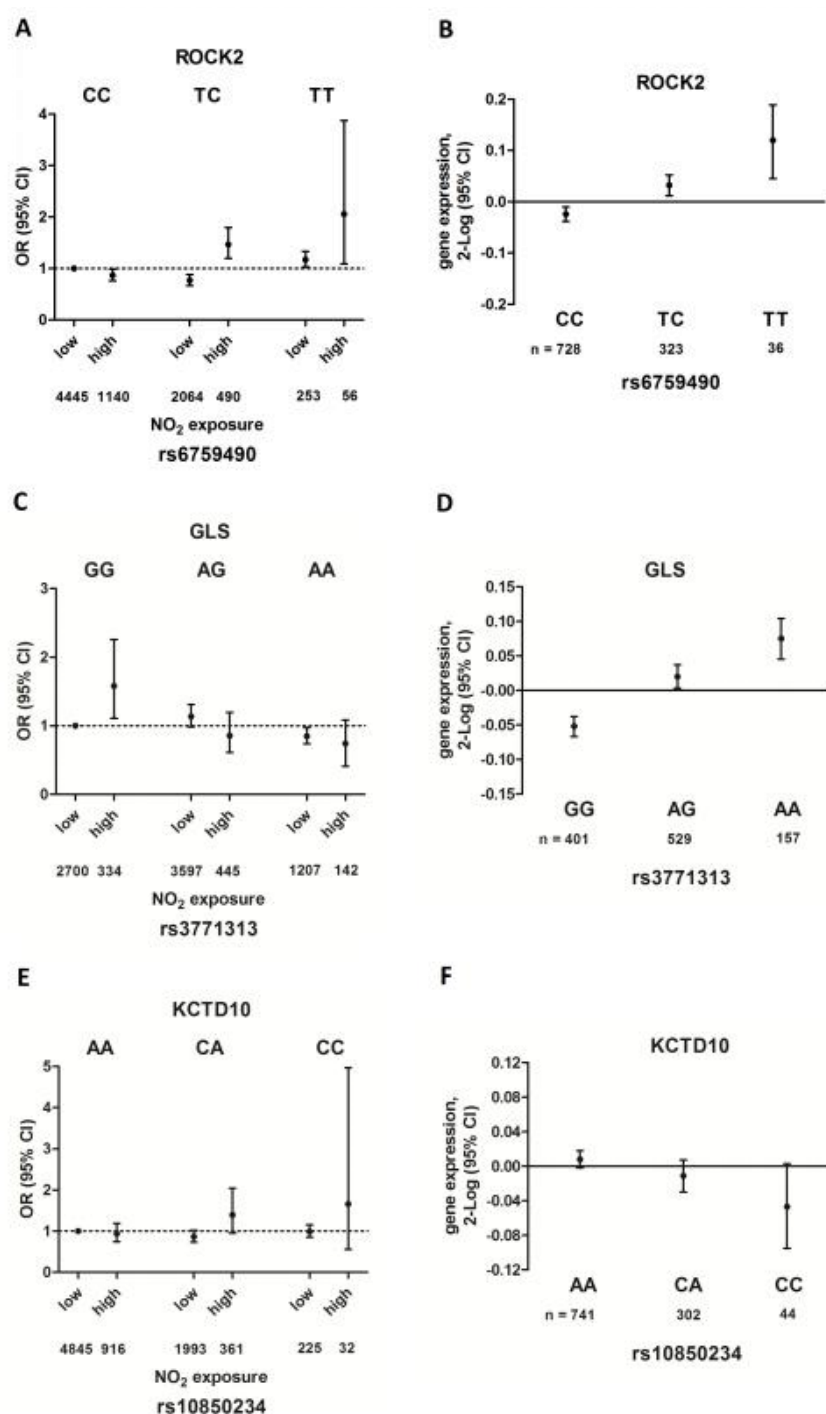 A
ROCK2
CC TC TT
OR (95% CI)
4
3
2
1
0
low high low high low high
4445 1140 2064 490 253 56
NO₂ exposure
rs6759490
B
ROCK2
gene expression,
2-Log (95% CI)
0.2
0.1
0.0
-0.1
-0.2
CC TC TT
n = 728 323 36
rs6759490
C
GLS
GG AG AA
OR (95% CI)
3
2
1
0
low high low high low high
2700 334 3597 445 1207 142
NO₂ exposure
rs3771313
D
GLS
gene expression,
2-Log (95% CI)
0.15
0.10
0.05
-0.00
-0.05
-0.10
-0.15
GG AG AA
n = 401 529 157
rs3771313
E
KCTD10
AA CA CC
OR (95% CI)
5
4
3
2
1
0
low high low high low high
4845 916 1993 361 225 32
NO₂ exposure
rs10850234
F
KCTD10
gene expression,
2-Log (95% CI)
0.12
0.08
0.04
0.00
-0.04
-0.08
-0.12
AA CA CC
n = 741 302 44
rs10850234